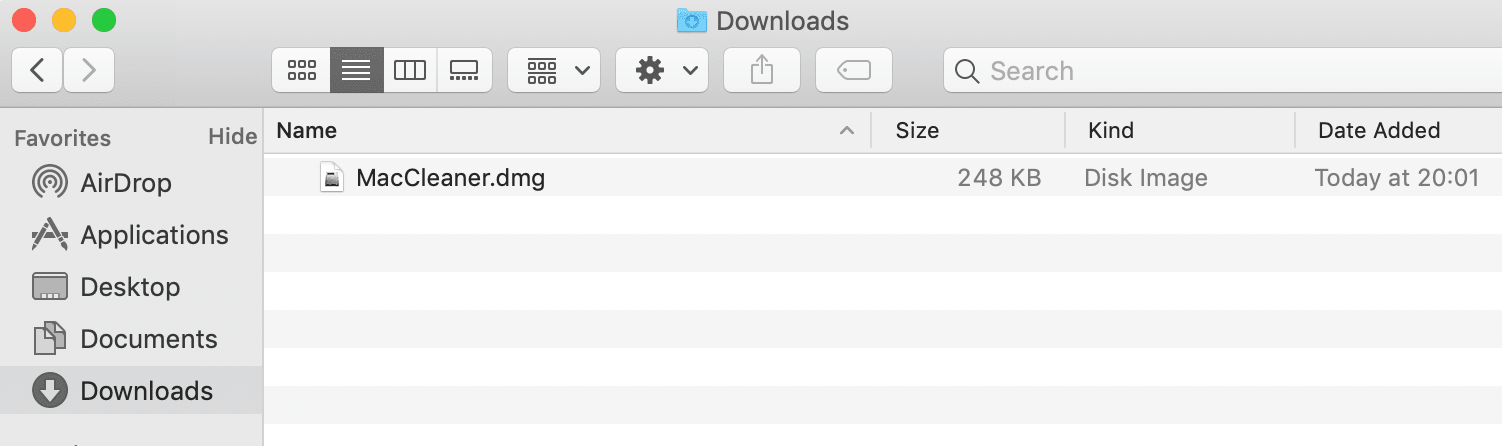 Downloads
Search
Favorites Hide
Name Size Kind Date Added
AirDrop
MacCleaner.dmg 248 KB Disk Image Today at 20:01
Applications
Desktop
Documents
Downloads